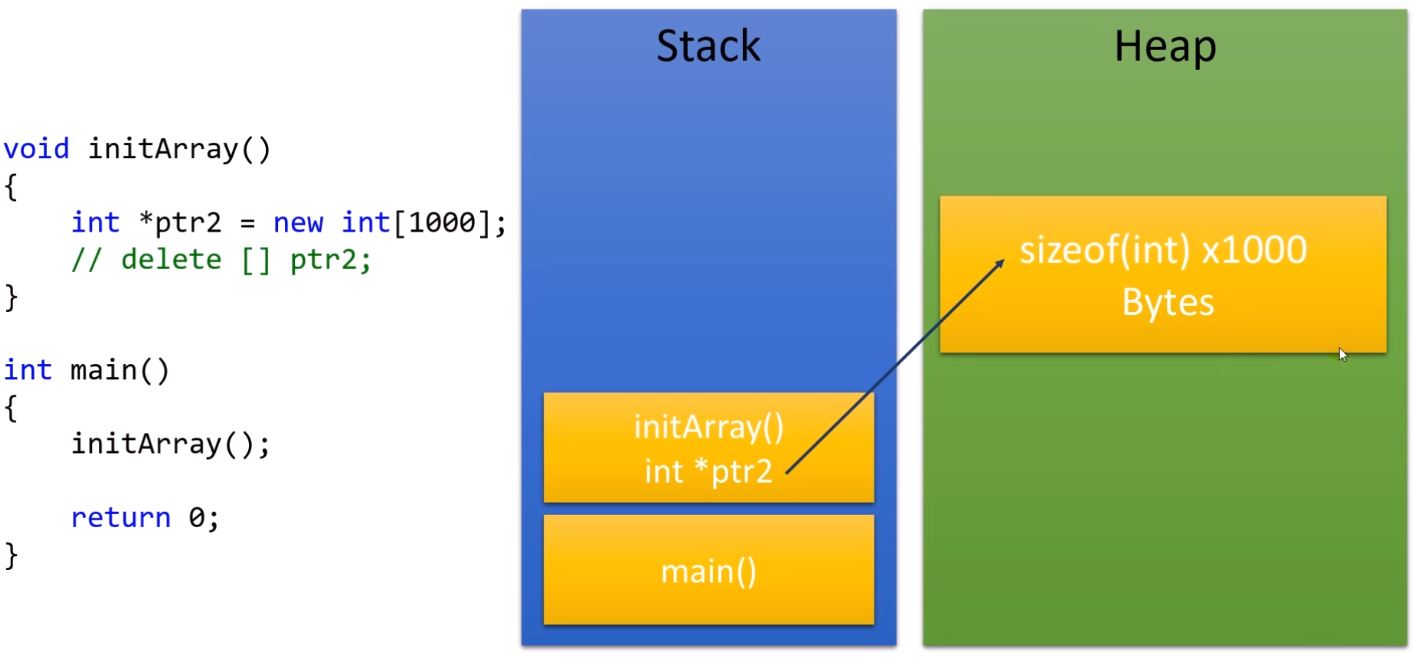 void initArray()
{
int *ptr2 = new int[1000];
// delete [] ptr2;
}
int main()
{
initArray();
return 0;
}
Stack
initArray()
int *ptr2
main()
Heap
sizeof(int) x1000
Bytes